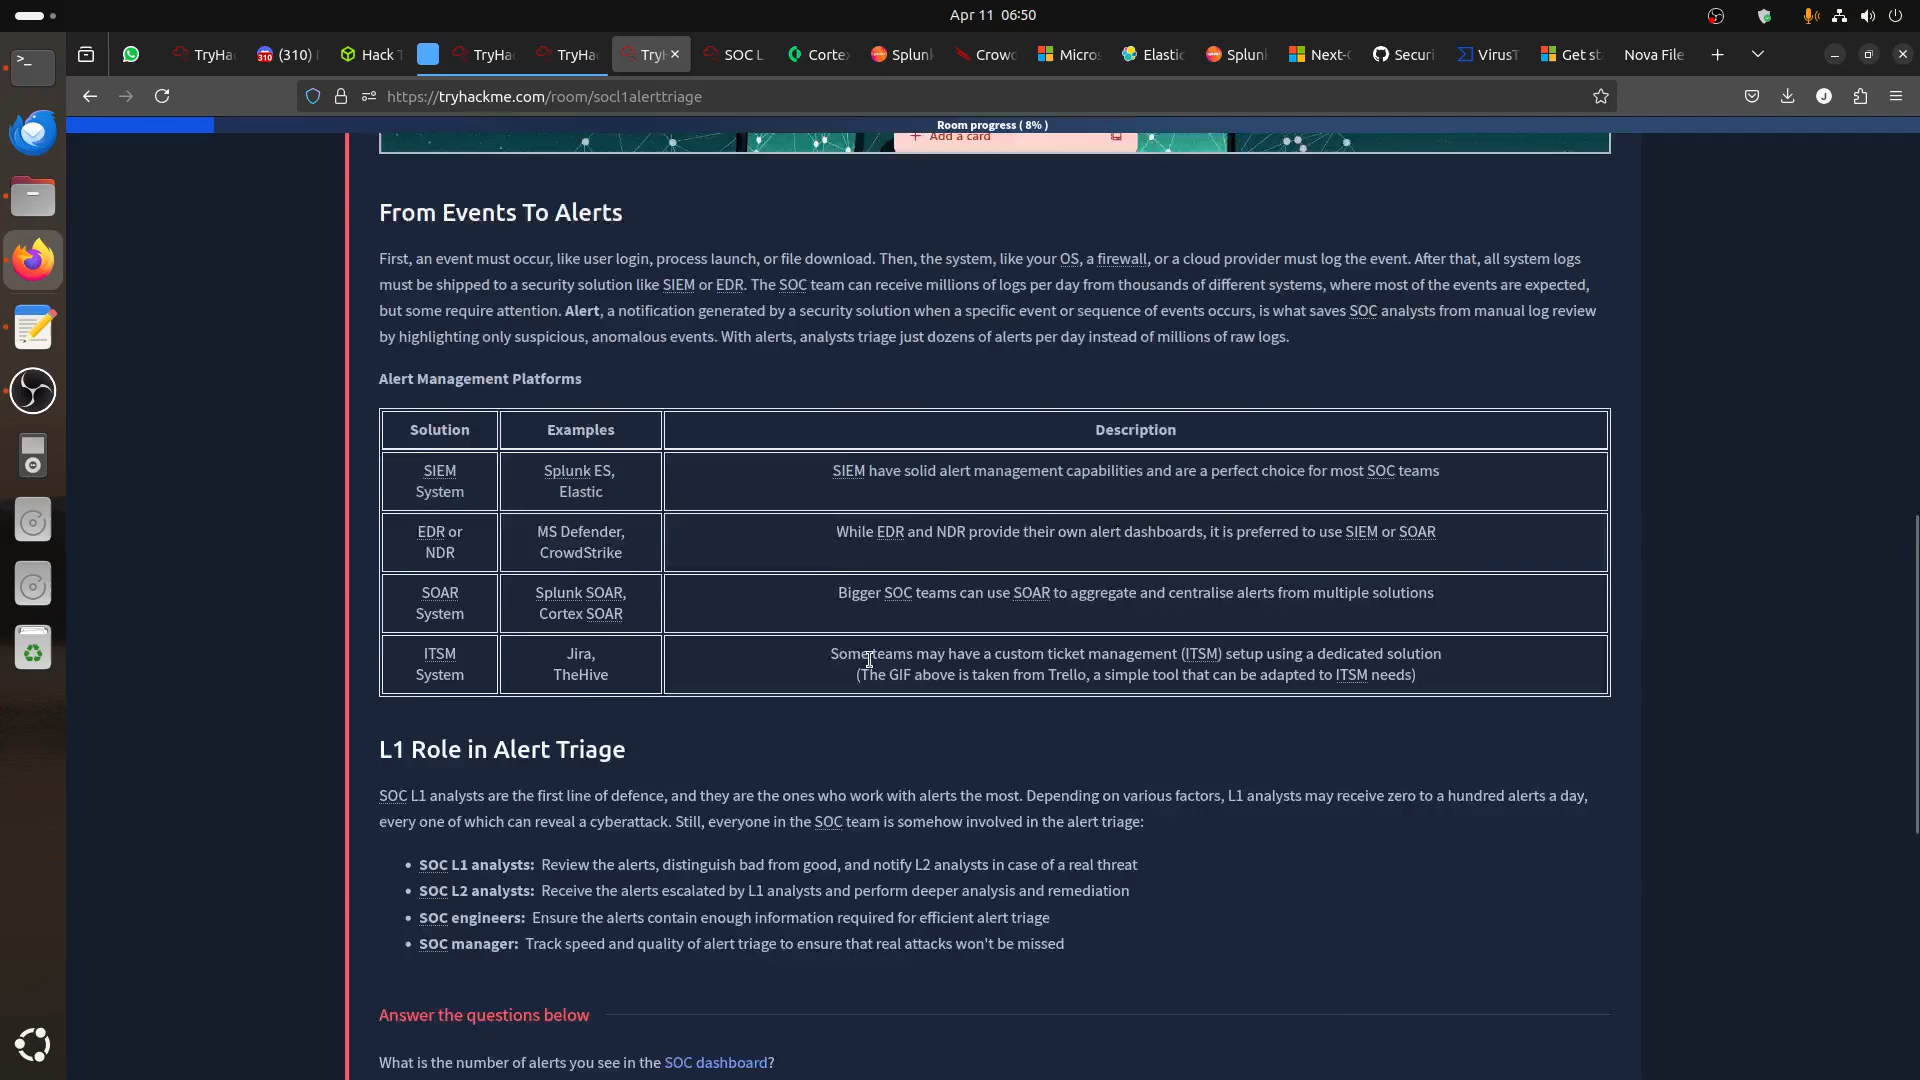 Apr 11 06:50
TryHa
(310)
Hack T
TryHa
TryHa
TryH
SOC L
Cortex
Splunk
Crowd
Micros
Elastic
Splunk
Next-
Securi
VirusT
Get st
Nova File
https://tryhackme.com/room/socl1alerttriage
Room progress ( 8% )
Add a card
From Events To Alerts
First, an event must occur, like user login, process launch, or file download. Then, the system, like your OS, a firewall, or a cloud provider must log the event. After that, all system logs
must be shipped to a security solution like SIEM or EDR. The SOC team can receive millions of logs per day from thousands of different systems, where most of the events are expected,
but some require attention. Alert, a notification generated by a security solution when a specific event or sequence of events occurs, is what saves SOC analysts from manual log review
by highlighting only suspicious, anomalous events. With alerts, analysts triage just dozens of alerts per day instead of millions of raw logs.
Alert Management Platforms
Solution Examples Description
SIEM System
Splunk ES, Elastic
SIEM have solid alert management capabilities and are a perfect choice for most SOC teams
EDR or NDR
MS Defender, CrowdStrike
While EDR and NDR provide their own alert dashboards, it is preferred to use SIEM or SOAR
SOAR System
Splunk SOAR, Cortex SOAR
Bigger SOC teams can use SOAR to aggregate and centralise alerts from multiple solutions
ITSM System
Jira, TheHive
Some teams may have a custom ticket management (ITSM) setup using a dedicated solution
(The GIF above is taken from Trello, a simple tool that can be adapted to ITSM needs)
L1 Role in Alert Triage
SOC L1 analysts are the first line of defence, and they are the ones who work with alerts the most. Depending on various factors, L1 analysts may receive zero to a hundred alerts a day,
every one of which can reveal a cyberattack. Still, everyone in the SOC team is somehow involved in the alert triage:
• SOC L1 analysts: Review the alerts, distinguish bad from good, and notify L2 analysts in case of a real threat
• SOC L2 analysts: Receive the alerts escalated by L1 analysts and perform deeper analysis and remediation
• SOC engineers: Ensure the alerts contain enough information required for efficient alert triage
• SOC manager: Track speed and quality of alert triage to ensure that real attacks won't be missed
Answer the questions below
What is the number of alerts you see in the SOC dashboard?